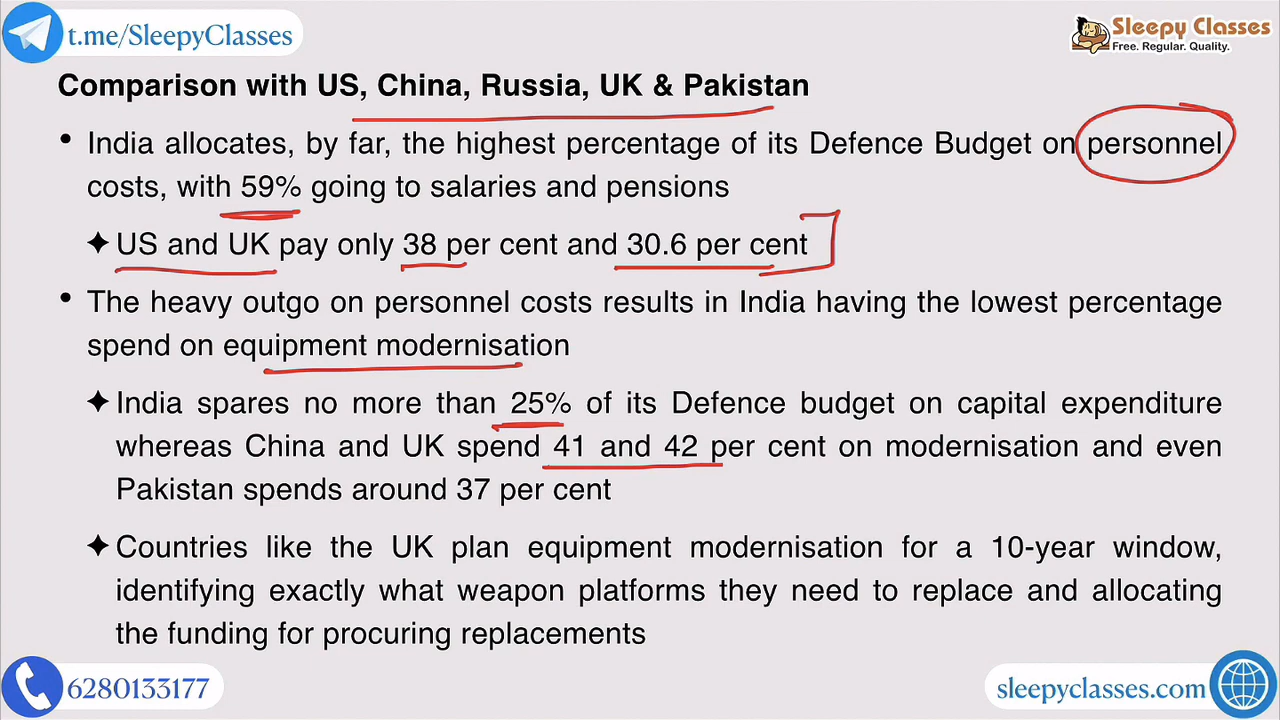 t.me/SleepyClasses
Sleepy Classes
Free. Regular. Quality.
Comparison with US, China, Russia, UK & Pakistan
• India allocates, by far, the highest percentage of its Defence Budget on personnel
costs, with 59% going to salaries and pensions
✦ US and UK pay only 38 per cent and 30.6 per cent
• The heavy outgo on personnel costs results in India having the lowest percentage
spend on equipment modernisation
✦ India spares no more than 25% of its Defence budget on capital expenditure
whereas China and UK spend 41 and 42 per cent on modernisation and even
Pakistan spends around 37 per cent
✦ Countries like the UK plan equipment modernisation for a 10-year window,
identifying exactly what weapon platforms they need to replace and allocating
the funding for procuring replacements
6280133177
sleepyclasses.com